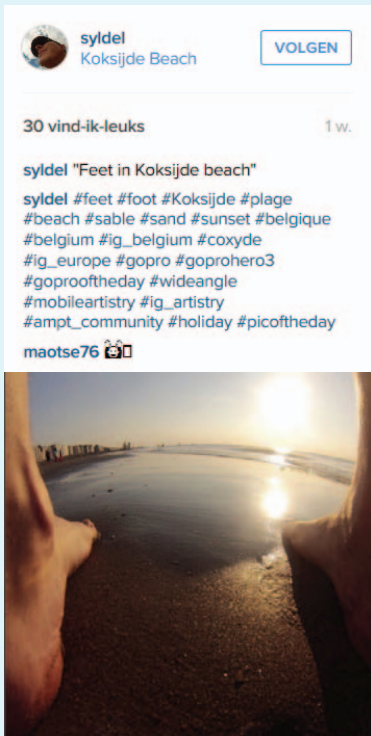 syldel
Koksijde Beach
VOLGEN
30 vind-ik-leuks
1 w.
syldel "Feet in Koksijde beach"
syldel #feet #foot #Koksijde #plage
#beach #sable #sand #sunset #belgique
#belgium #ig_belgium #coxyde
#ig_europe #gopro #goprohero3
#goprooftheday #wideangle
#mobileartistry #ig_artistry
#ampt_community #holiday #picoftheday
maotse76